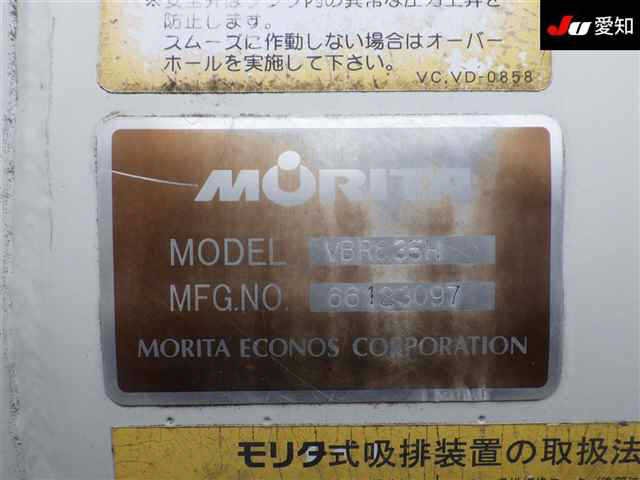 JU愛知
※安全弁はタンク内の異常な圧力上昇を
防止します。
スムーズに作動しない場合はオーバー
ホールを実施して下さい。
VC.VD-0858
MORITA
MODEL
MFG.NO. 66123097
MORITA ECONOS CORPORATION
モリタ式吸排装置の取扱法